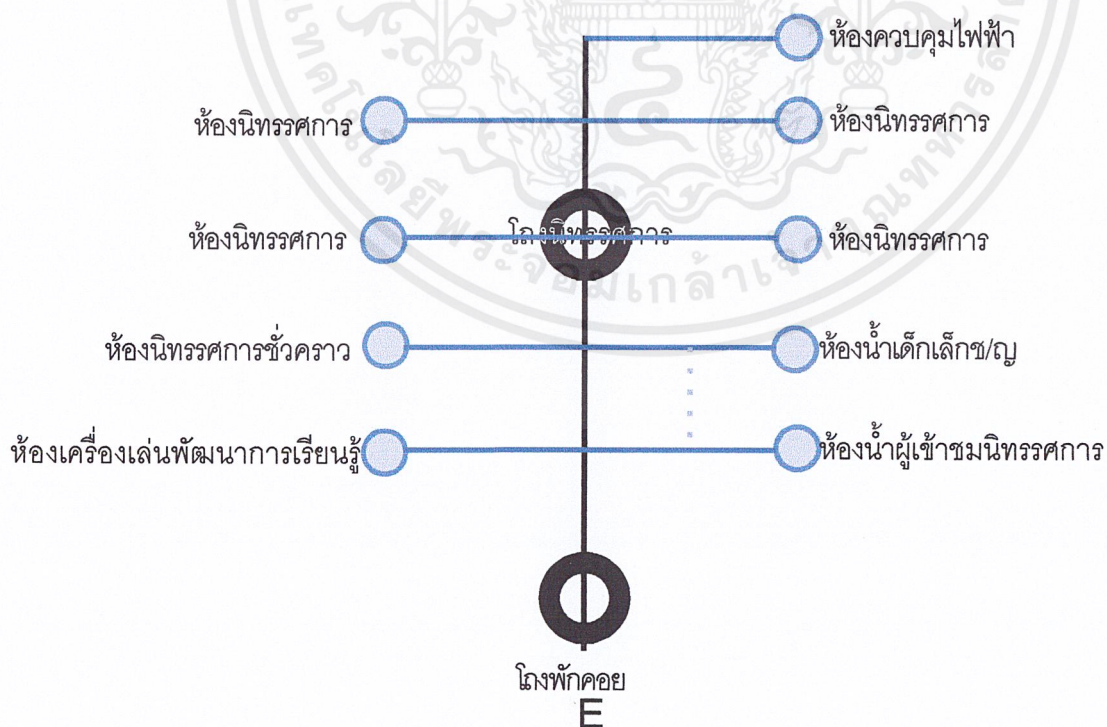 ห้องควบคุมไฟฟ้า
ห้องนิทรรศการ
ห้องนิทรรศการ
ห้องนิทรรศการ
โถงนิทรรศการ
ห้องนิทรรศการ
ห้องนิทรรศการชั่วคราว
ห้องน้ำเด็กเล็กช/ญ
ห้องเครื่องเล่นพัฒนาการเรียนรู้
ห้องน้ำผู้เข้าชมนิทรรศการ
โถงพักคอย
E